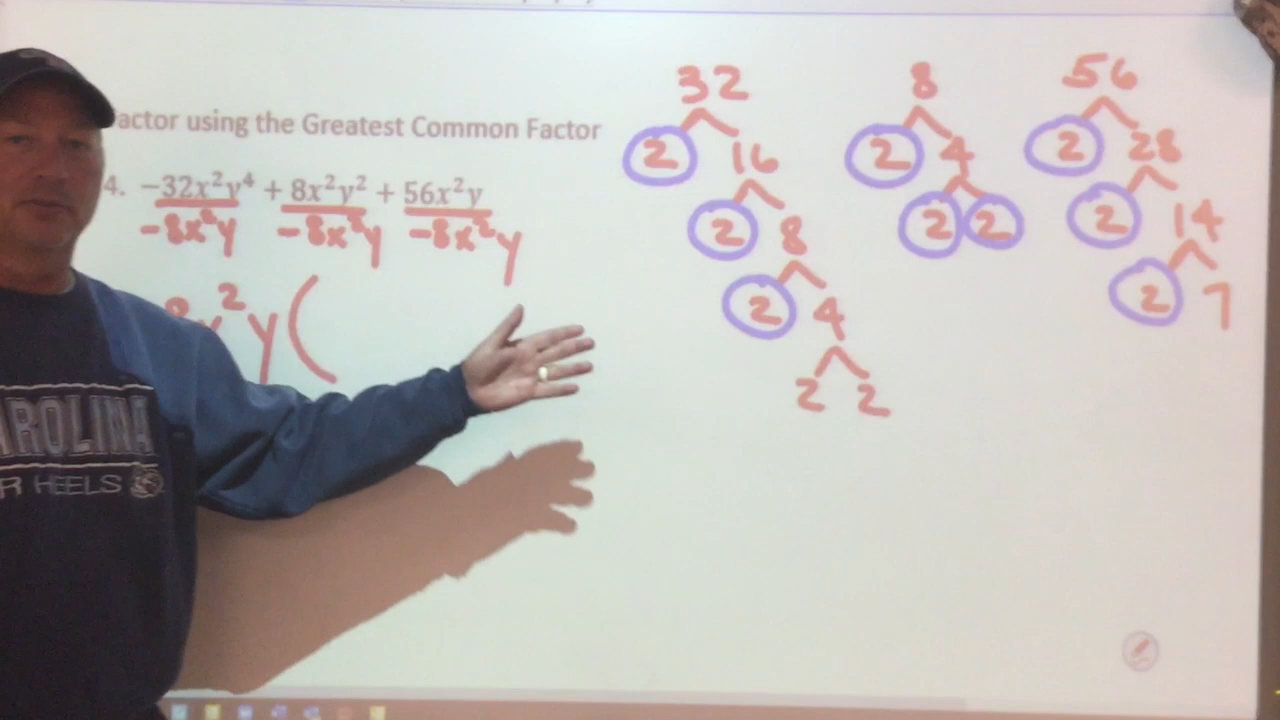 actor using the Greatest Common Factor
4. −32x²y⁴ + 8x²y² + 56x²y
-8x²y -8x²y -8x²y
8x²y(
32
2 16
2 8
2 4
2 2
8
2 4
2 2
56
2 28
2 14
2 7
AROLINA
R HEELS